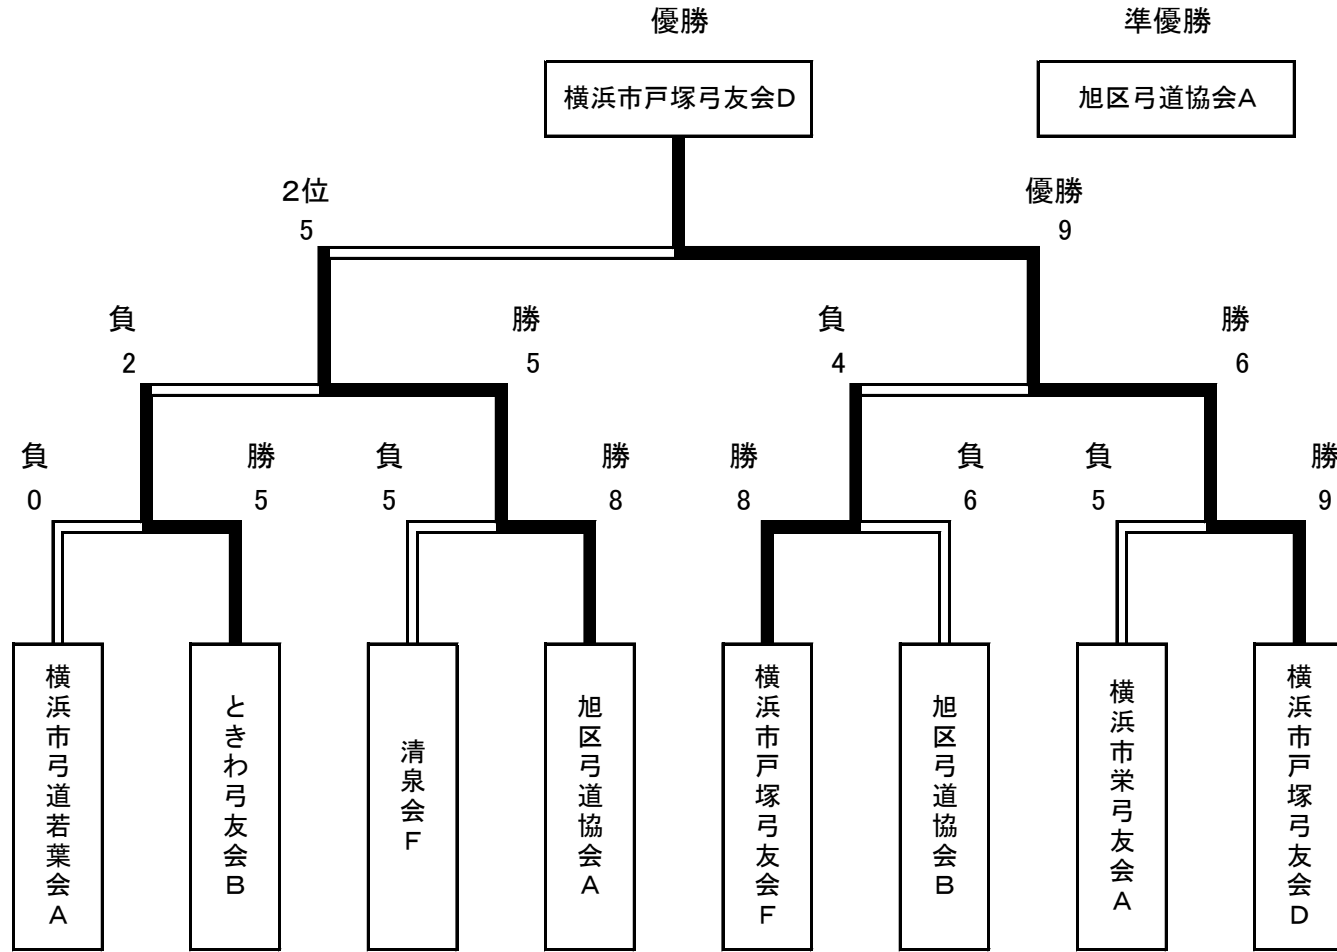 優勝
準優勝
横浜市戸塚弓友会D
旭区弓道協会A
2位
優勝
5
9
負
勝
負
勝
2
5
4
6
負
勝
負
勝
勝
負
負
勝
0
5
5
8
8
6
5
9
横浜市弓道若葉会A
ときわ弓友会B
清泉会F
旭区弓道協会A
横浜市戸塚弓友会F
旭区弓道協会B
横浜市栄弓友会A
横浜市戸塚弓友会D